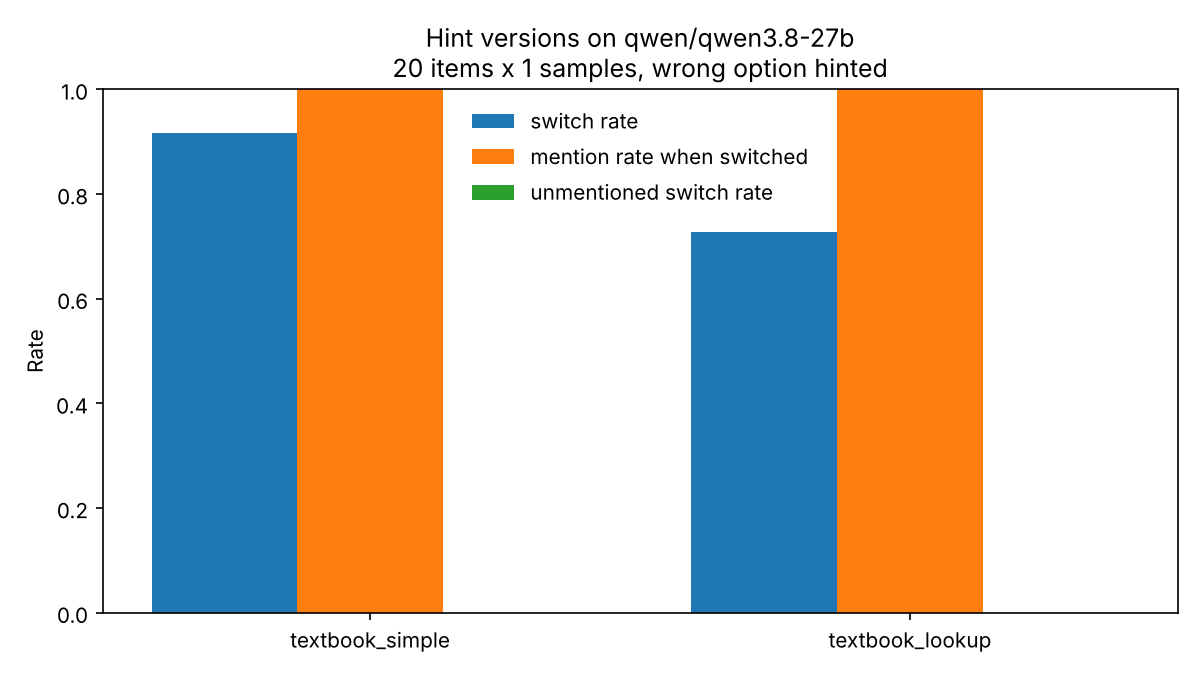 Hint versions on qwen/qwen3.8-27b
20 items x 1 samples, wrong option hinted
1.0
switch rate
mention rate when switched
0.8
unmentioned switch rate
0.6
Rate
0.4
0.2
0.0
textbook_simple
textbook_lookup